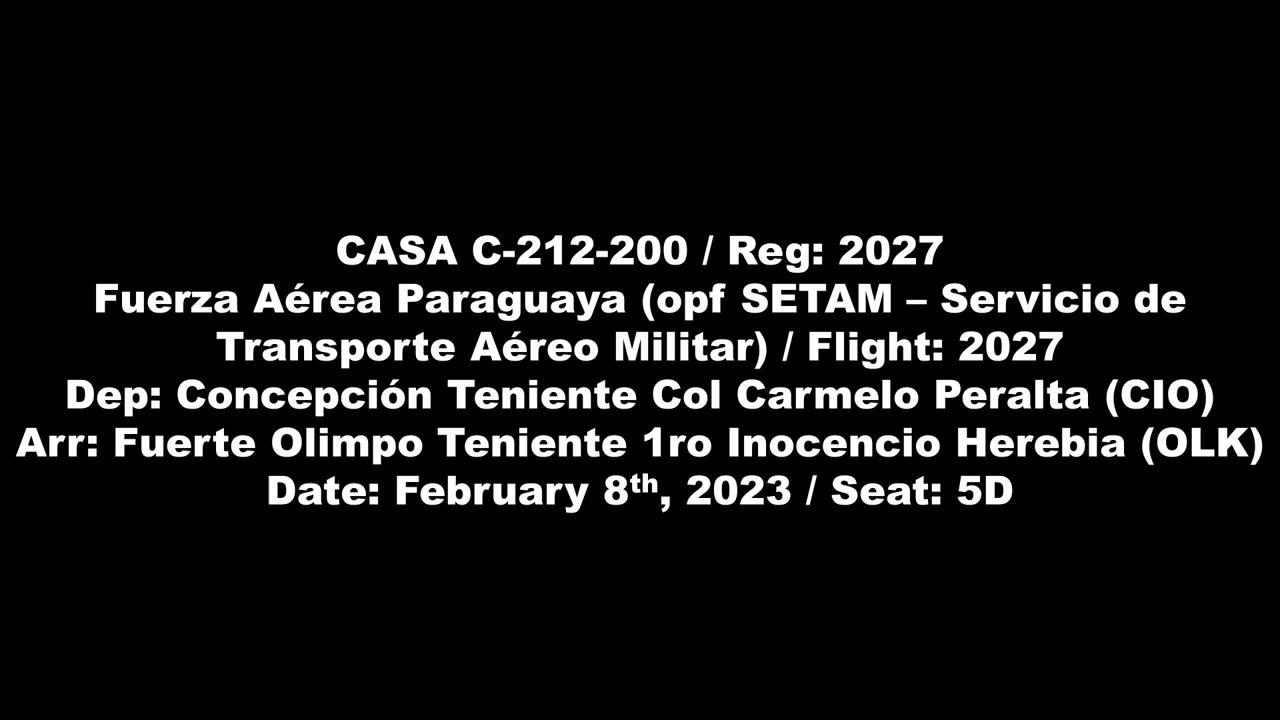 CASA C-212-200 / Reg: 2027
Fuerza Aérea Paraguaya (opf SETAM – Servicio de
Transporte Aéreo Militar) / Flight: 2027
Dep: Concepción Teniente Col Carmelo Peralta (CIO)
Arr: Fuerte Olimpo Teniente 1ro Inocencio Herebia (OLK)
Date: February 8th, 2023 / Seat: 5D